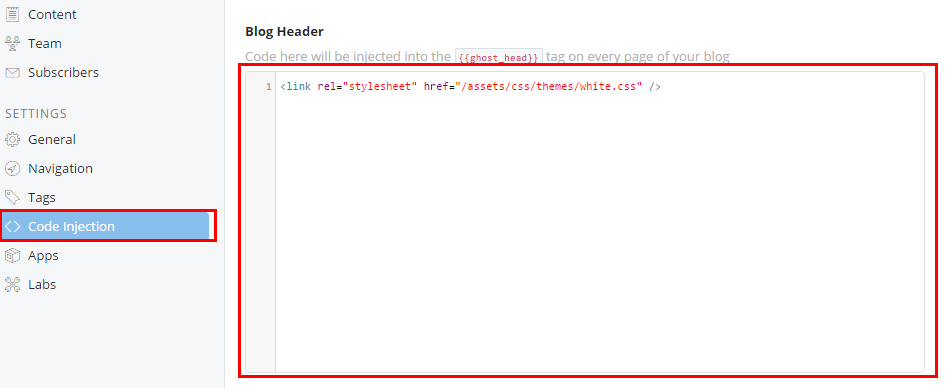 Content
Team
Subscribers
SETTINGS
General
Navigation
Tags
Code Injection
Apps
Labs
Blog Header
Code here will be injected into the {{ghost_head}} tag on every page of your blog
1 <link rel="stylesheet" href="/assets/css/themes/white.css" />